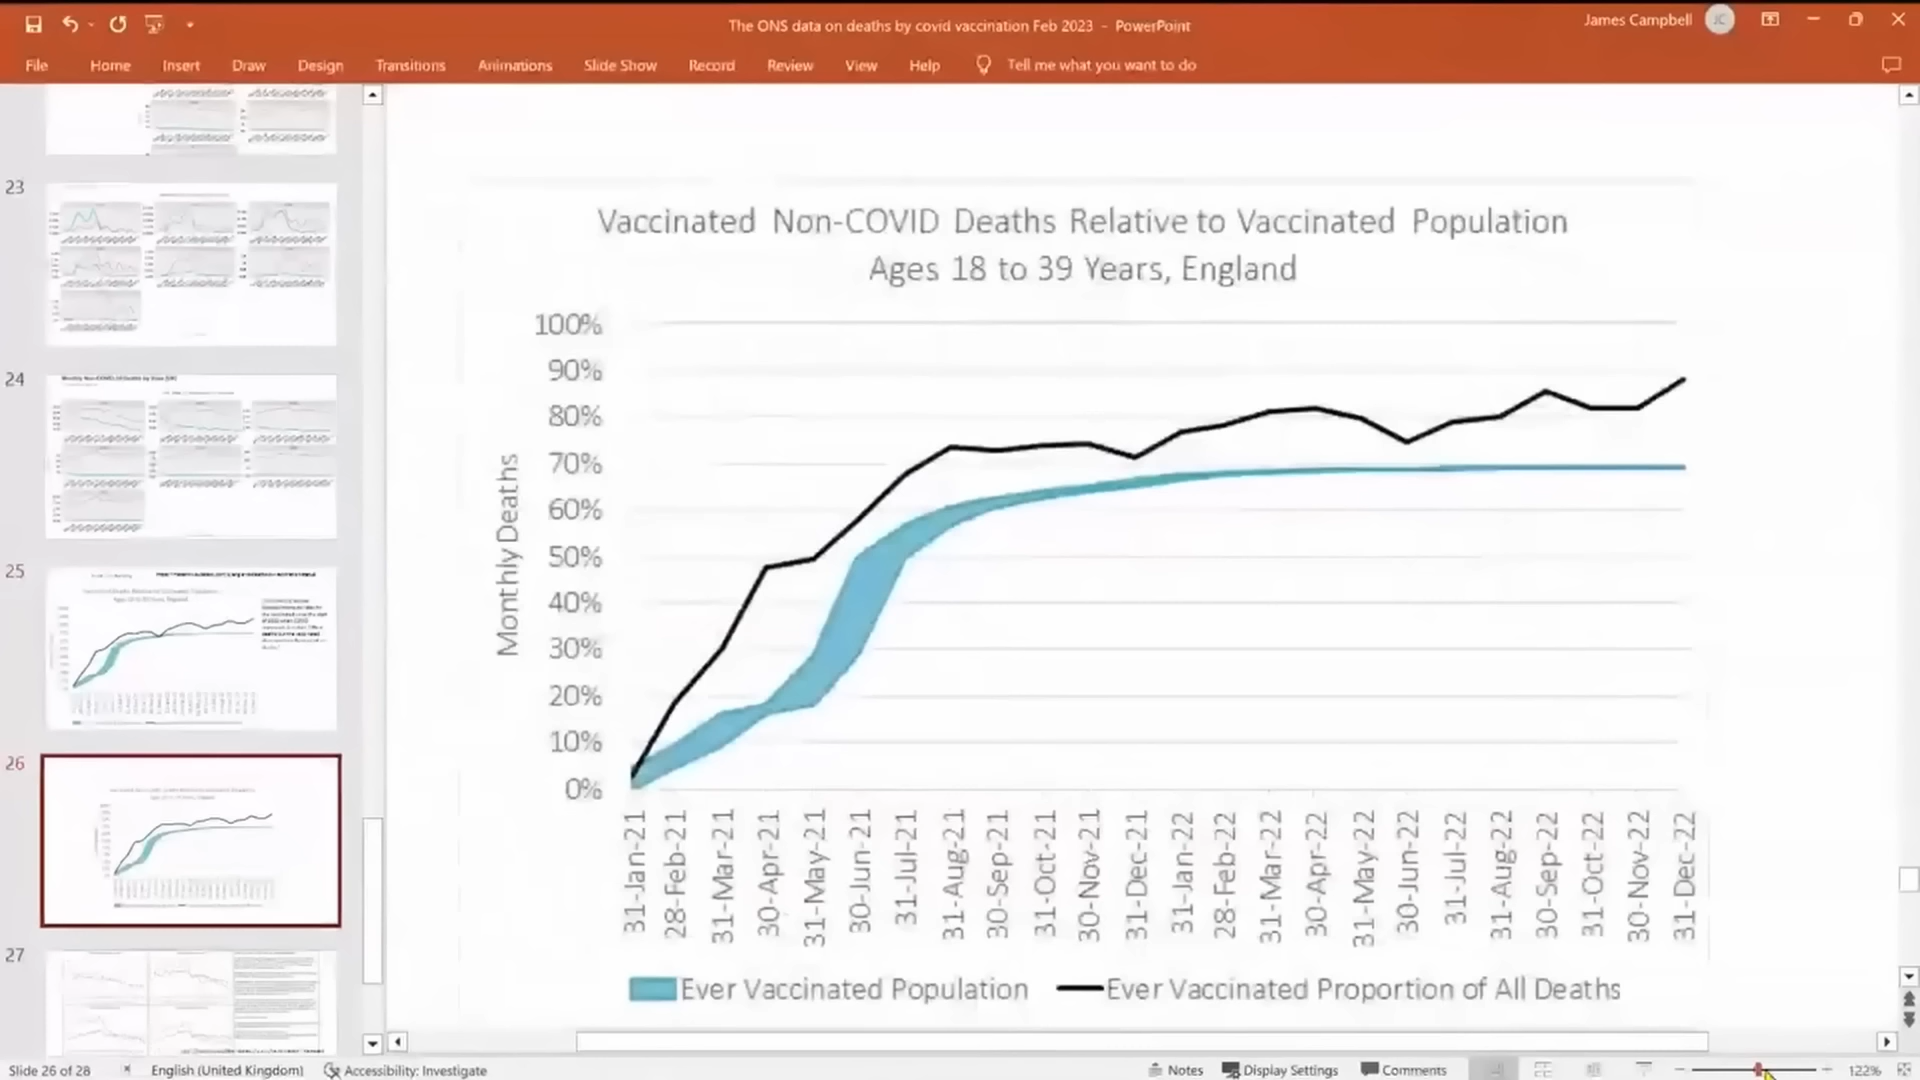 The ONS data on deaths by covid vaccination Feb 2023 - PowerPoint
James Campbell
JC
File
Home
Insert
Draw
Design
Transitions
Animations
Slide Show
Record
Review
View
Help
Tell me what you want to do
23
24
25
26
27
Vaccinated Non-COVID Deaths Relative to Vaccinated Population
Ages 18 to 39 Years, England
Monthly Deaths
100%
90%
80%
70%
60%
50%
40%
30%
20%
10%
0%
31-Jan-21
28-Feb-21
31-Mar-21
30-Apr-21
31-May-21
30-Jun-21
31-Jul-21
31-Aug-21
30-Sep-21
31-Oct-21
30-Nov-21
31-Dec-21
31-Jan-22
28-Feb-22
31-Mar-22
30-Apr-22
31-May-22
30-Jun-22
31-Jul-22
31-Aug-22
30-Sep-22
31-Oct-22
30-Nov-22
31-Dec-22
Ever Vaccinated Population
Ever Vaccinated Proportion of All Deaths
Slide 26 of 28
English (United Kingdom)
Accessibility: Investigate
Notes
Display Settings
Comments
122%